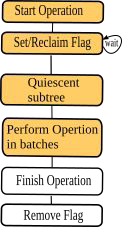 Start Operation
Set/Reclaim Flag
wait
Quiescent
subtree
Perform Opertion
in batches
Finish Operation
Remove Flag